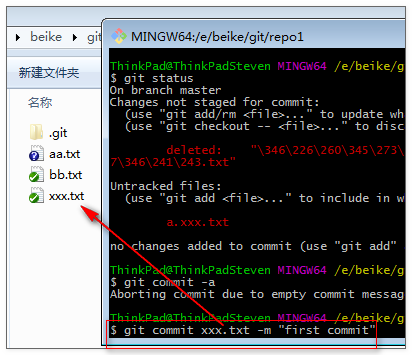 beike
git
新建文件夹
名称
.git
aa.txt
bb.txt
xxx.txt
MINGW64:/e/beike/git/repo1
ThinkPad@ThinkPadSteven MINGW64 /e/beike/g
$ git status
On branch master
Changes not staged for commit:
(use "git add/rm <file>..." to update wh
(use "git checkout -- <file>..." to disc
deleted: "\346\226\260\345\273\
7\346\241\243.txt"
Untracked files:
(use "git add <file>..." to include in w
a.xxx.txt
no changes added to commit (use "git add"
ThinkPad@ThinkPadSteven MINGW64 /e/beike/g
$ git commit -a
Aborting commit due to empty commit messag
ThinkPad@ThinkPadSteven MINGW64 /e/beike/g
$ git commit xxx.txt -m "first commit"